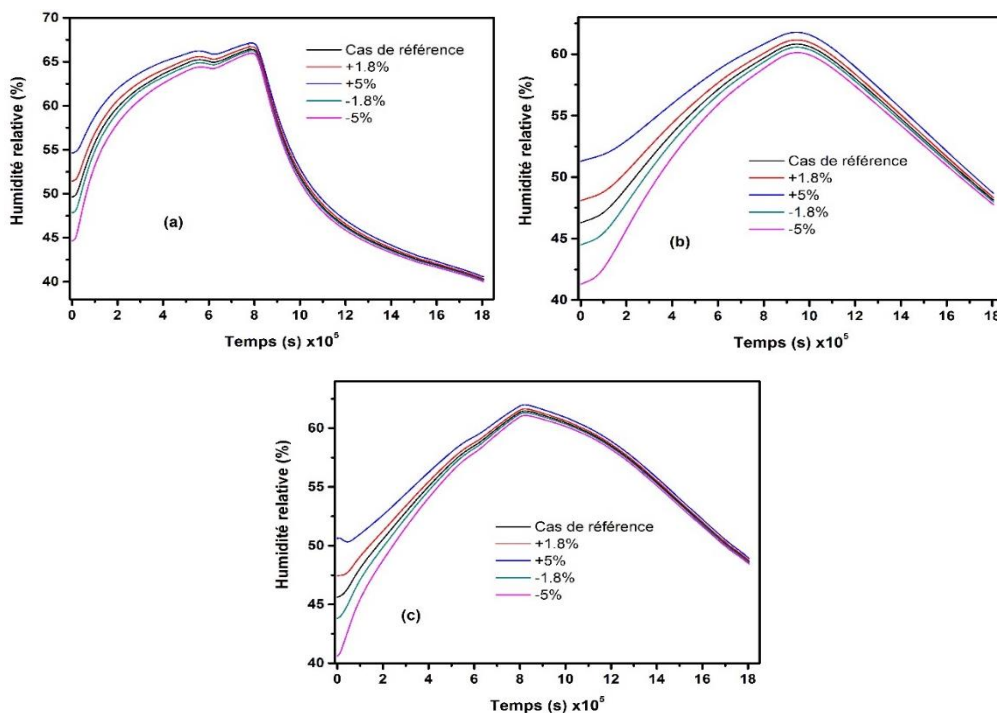 70
65
60
55
50
45
40
Humidité relative (%)
Cas de référence
+1.8%
+5%
-1.8%
-5%
(a)
0 2 4 6 8 10 12 14 16 18
Temps (s) x10⁵
60
55
50
45
40
Humidité relative (%)
Cas de référence
+1.8%
+5%
-1.8%
-5%
(b)
0 2 4 6 8 10 12 14 16 18
Temps (s) x10⁵
60
55
50
45
40
Humidité relative (%)
Cas de référence
+1.8%
+5%
-1.8%
-5%
(c)
0 2 4 6 8 10 12 14 16 18
Temps (s) x10⁵